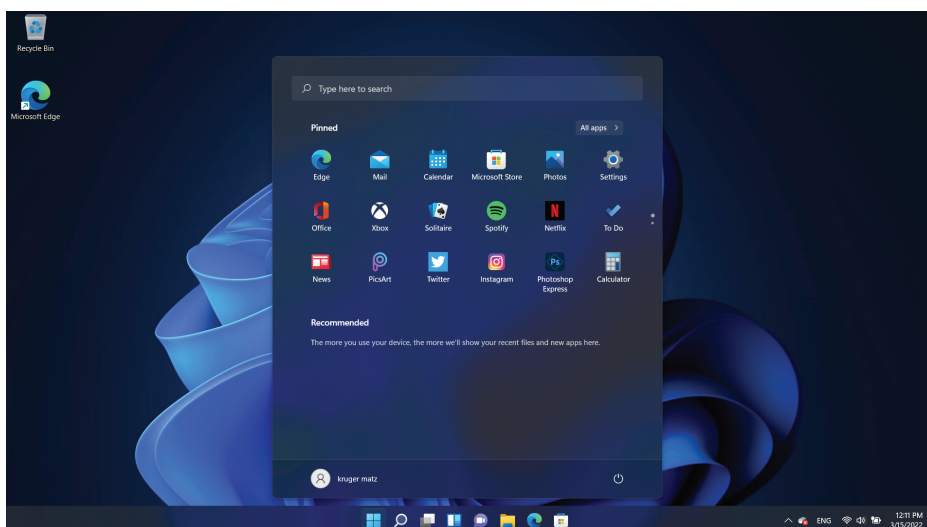 Recycle Bin
Microsoft Edge
Type here to search
Pinned
All apps >
Edge
Mail
Calendar
Microsoft Store
Photos
Settings
Office
Xbox
Solitaire
Spotify
Netflix
To Do
News
PicsArt
Twitter
Instagram
Photoshop
Express
Calculator
Recommended
The more you use your device, the more we'll show your recent files and new apps here.
kruger matz
ENG
12:11 PM
3/15/2022